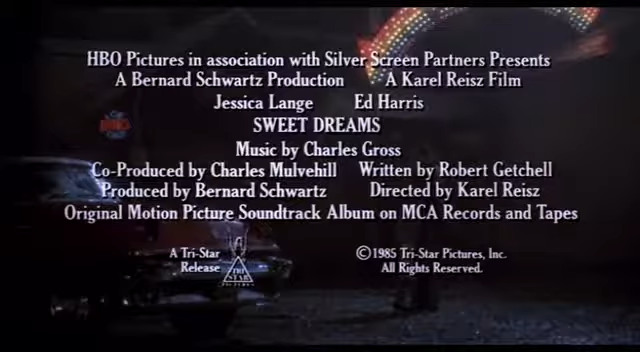 HBO Pictures in association with Silver Screen Partners Presents
A Bernard Schwartz Production A Karel Reisz Film
Jessica Lange Ed Harris
SWEET DREAMS
Music by Charles Gross
Co-Produced by Charles Mulvehill Written by Robert Getchell
Produced by Bernard Schwartz Directed by Karel Reisz
Original Motion Picture Soundtrack Album on MCA Records and Tapes
A Tri-Star
Release
TRI
STAR
PICTURES
©1985 Tri-Star Pictures, Inc.
All Rights Reserved.